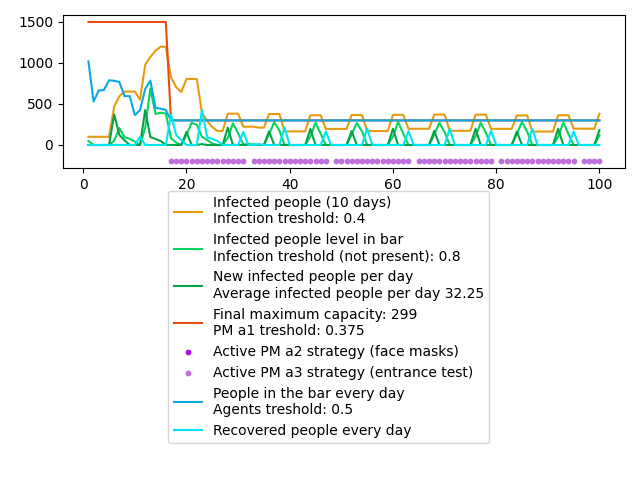 1500
1000
500
0
0
20
40
60
80
100
Infected people (10 days)
Infection treshold: 0.4
Infected people level in bar
Infection treshold (not present): 0.8
New infected people per day
Average infected people per day 32.25
Final maximum capacity: 299
PM a1 treshold: 0.375
Active PM a2 strategy (face masks)
Active PM a3 strategy (entrance test)
People in the bar every day
Agents treshold: 0.5
Recovered people every day